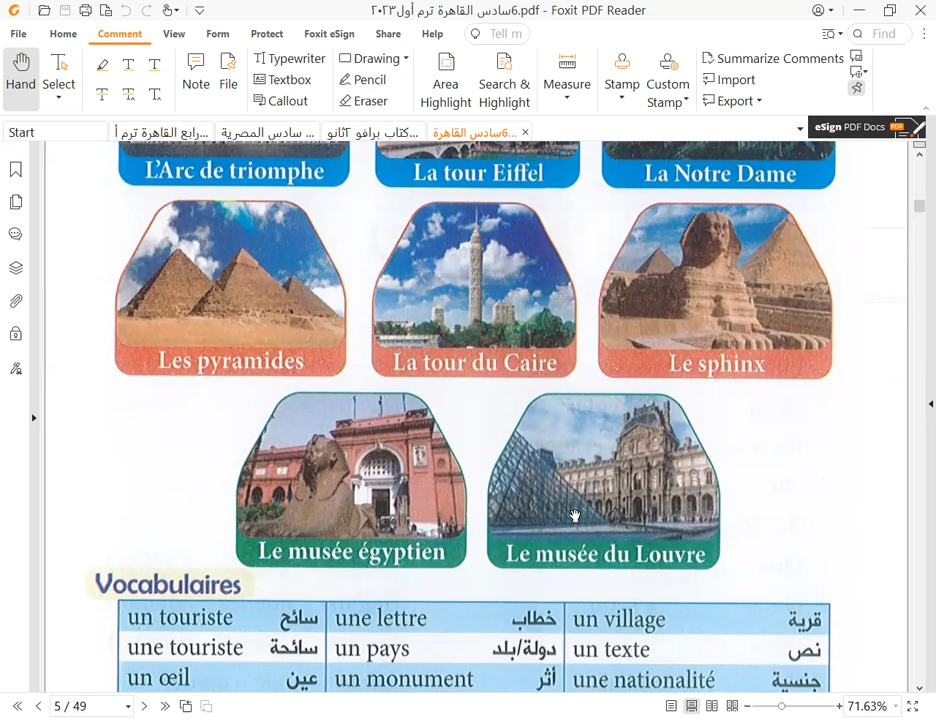 6سادس القاهرة ترم أول٢٠٢٣.pdf - Foxit PDF Reader
File Home Comment View Form Protect Foxit eSign Share Help Tell m Find
Hand Select Note File Typewriter Textbox Callout Drawing Pencil Eraser Area Highlight Search & Highlight Measure Stamp Custom Stamp Summarize Comments Import Export
Start رابع القاهرة ترم أ... سادس المصرية ... كتاب برافو ٢ثانو... 6سادس القاهرة... eSign PDF Docs
L'Arc de triomphe La tour Eiffel La Notre Dame
Les pyramides La tour du Caire Le sphinx
Le musée égyptien Le musée du Louvre
Vocabulaires
un touriste سائح une lettre خطاب un village قرية
une touriste سائحة un pays دولة/بلد un texte نص
un œil عين un monument أثر une nationalité جنسية
5 / 49 71.63%